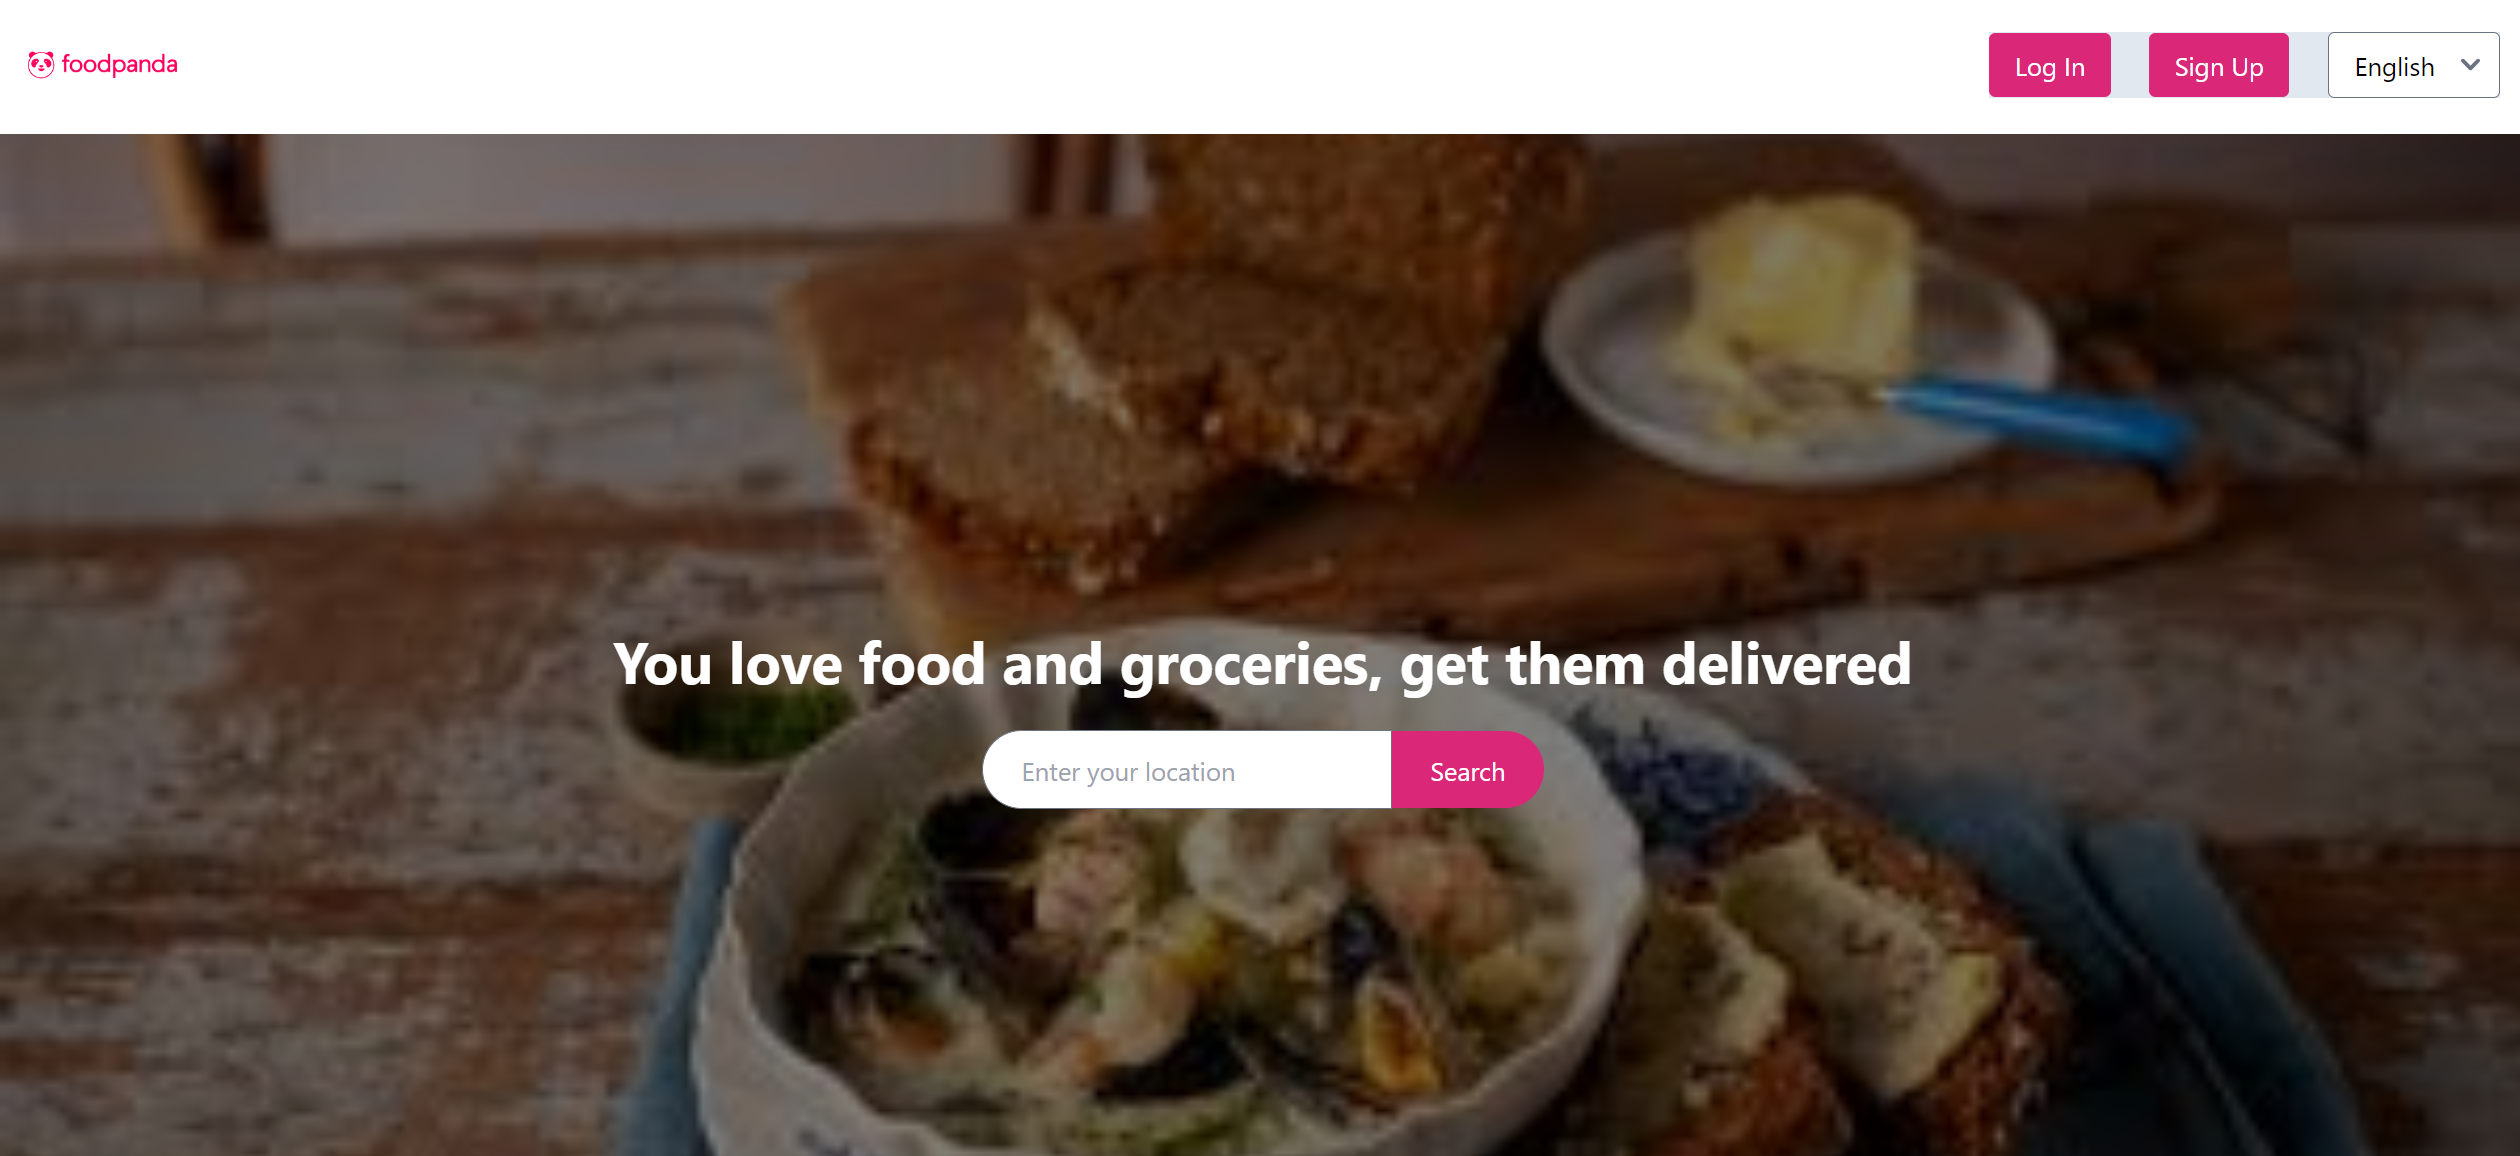 foodpanda
Log In
Sign Up
English
You love food and groceries, get them delivered
Enter your location
Search